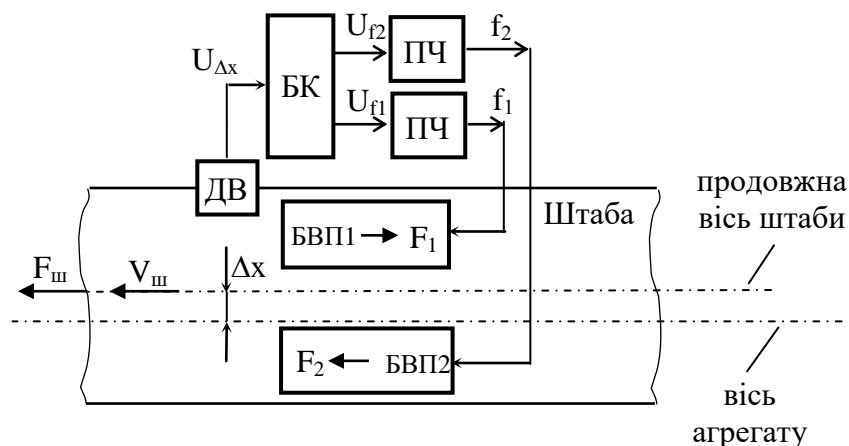 U_f2
ПЧ
f_2
U_Δx
БК
U_f1
ПЧ
f_1
ДВ
Штаба
продовжна
вісь штаби
БВП1
F_1
F_ш
V_ш
Δx
F_2
БВП2
вісь
агрегату